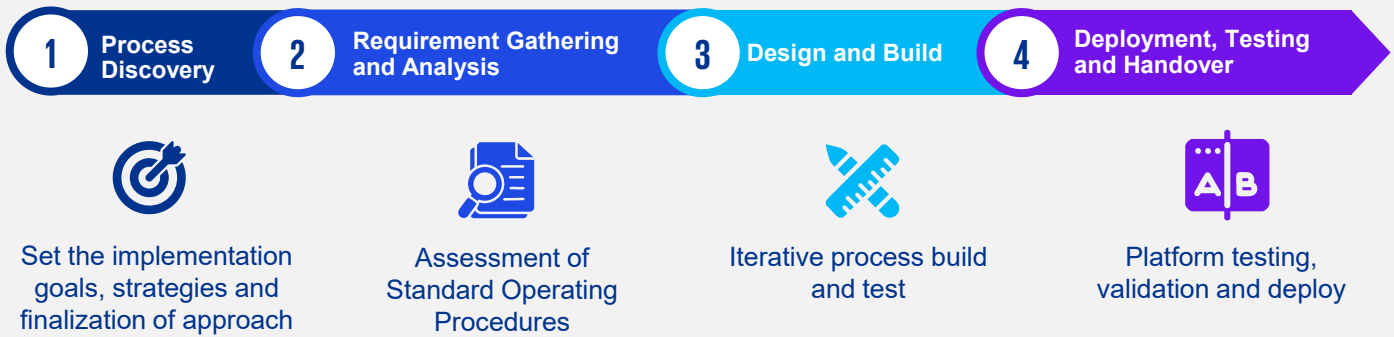 1
Process
Discovery
2
Requirement Gathering
and Analysis
3
Design and Build
4
Deployment, Testing
and Handover
A B
Set the implementation
goals, strategies and
finalization of approach
Assessment of
Standard Operating
Procedures
Iterative process build
and test
Platform testing,
validation and deploy